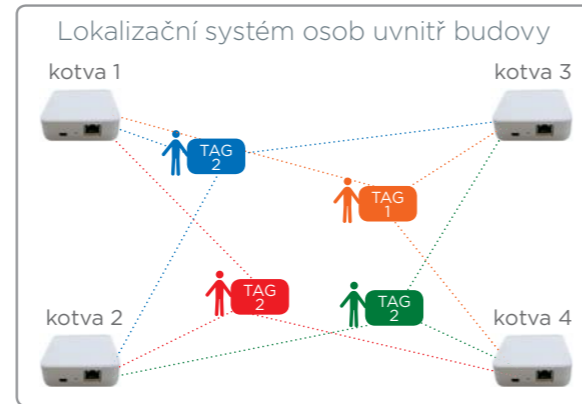 Lokalizační systém osob uvnitř budovy
kotva 1
kotva 3
TAG
2
TAG
1
TAG
2
TAG
2
kotva 2
kotva 4